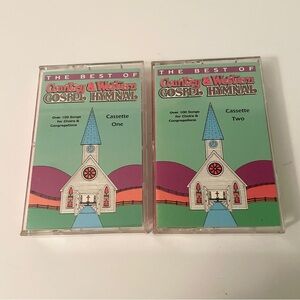 THE BEST OF
Country & Western
GOSPEL HYMNAL
Over 100 Songs
for Choirs &
Congregations
Cassette
One
THE BEST OF
Country & Western
GOSPEL HYMNAL
Over 100 Songs
for Choirs &
Congregations
Cassette
Two